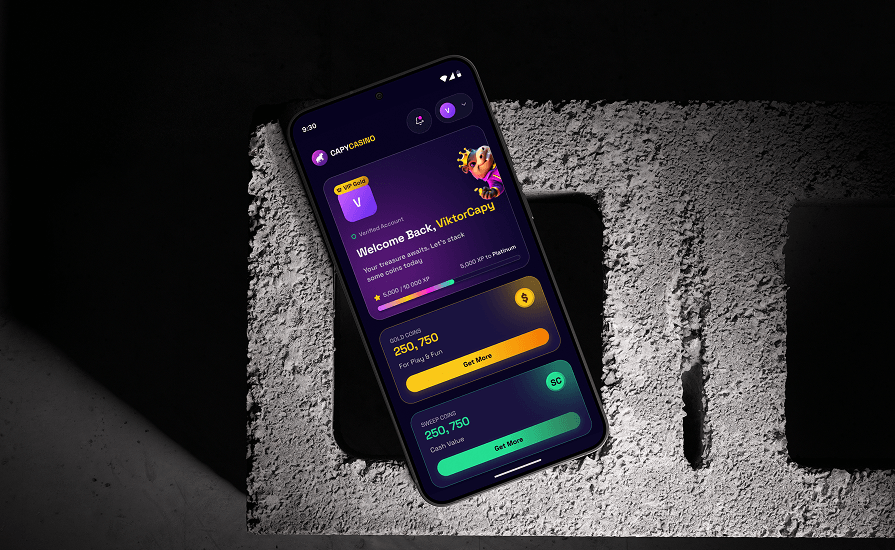 9:30
CAPYCASINO
V
VIP Gold
V
Verified Account
Welcome Back, ViktorCapy
Your treasure awaits. Let's stack
some coins today
5,000 / 10 000 XP
5,000 XP to Platinum
GOLD COINS
250,750
For Play & Fun
$
Get More
SWEEP COINS
250,750
Cash Value
SC
Get More